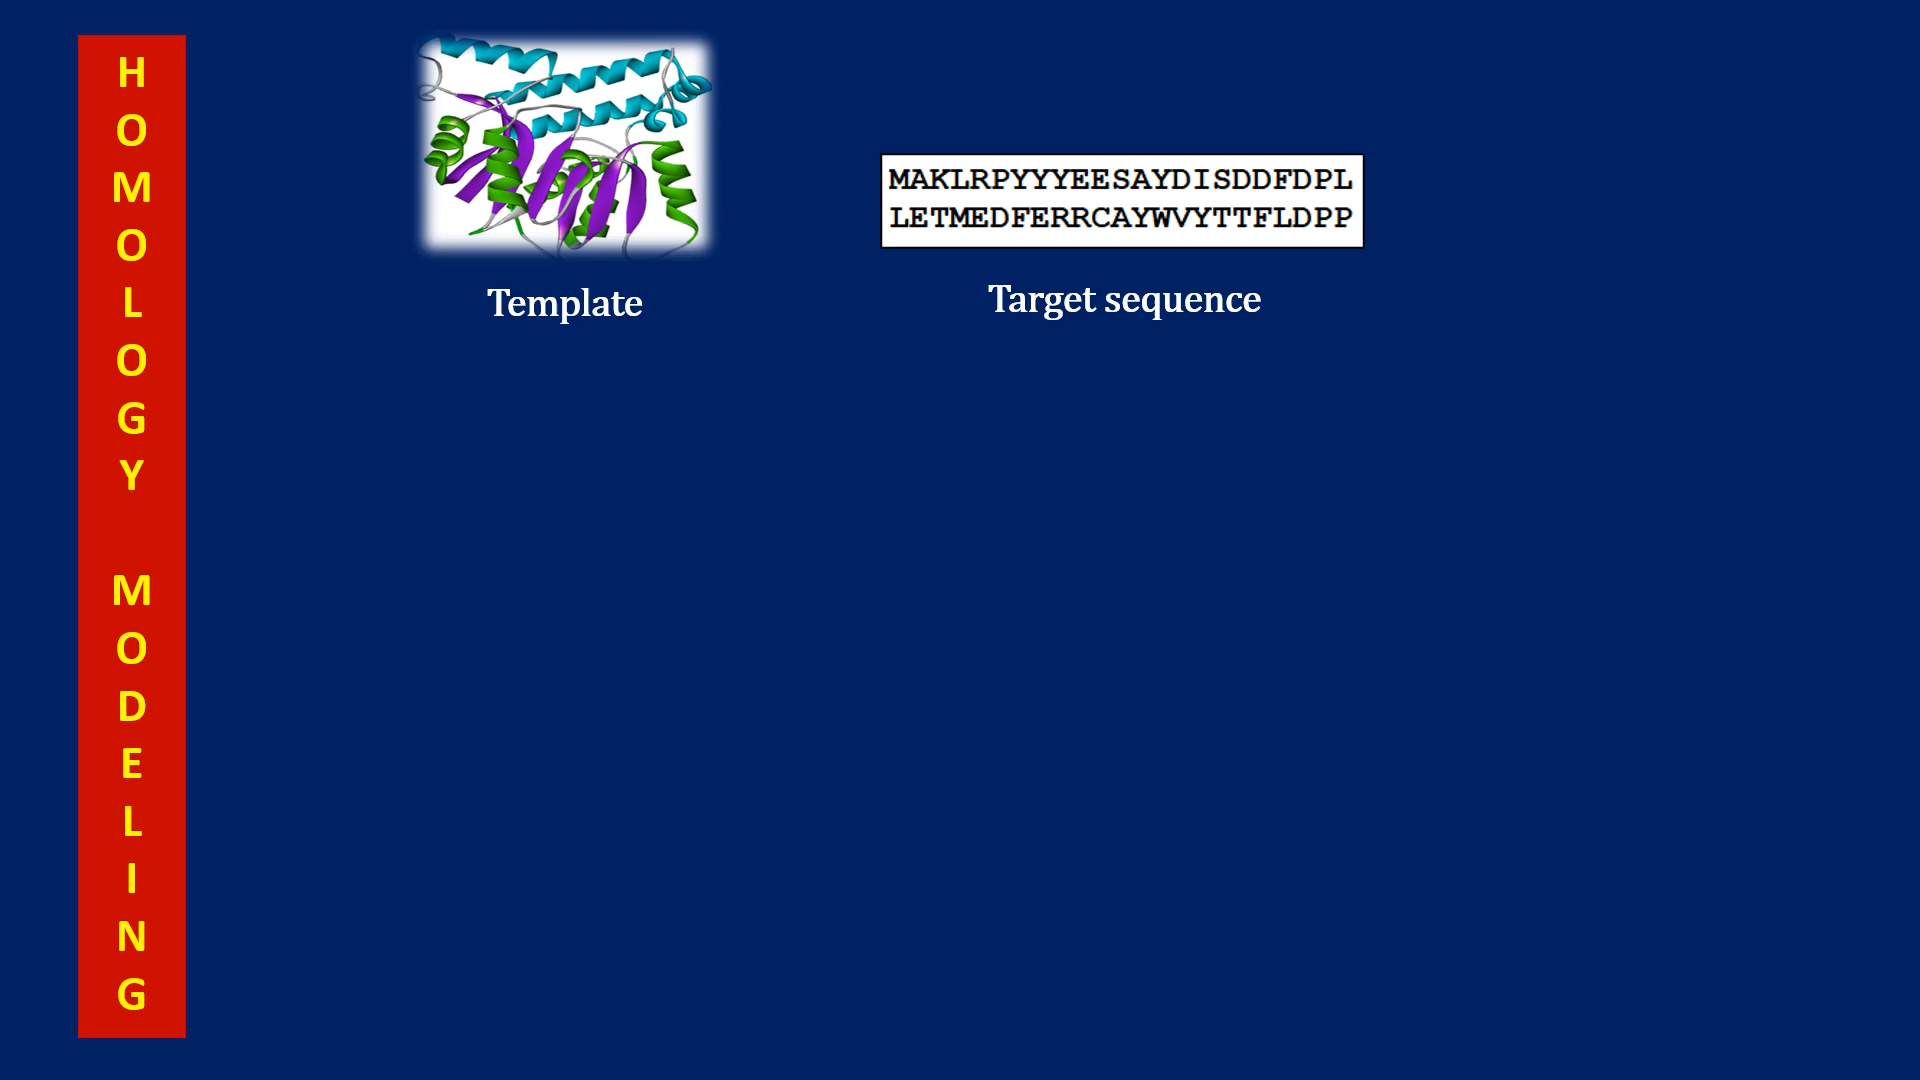 HOMOLOGY MODELING
Template
MAKLRPYYYEESAYDISDDFDPL
LETMEDFERRCAYWVYTTFLDPP
Target sequence